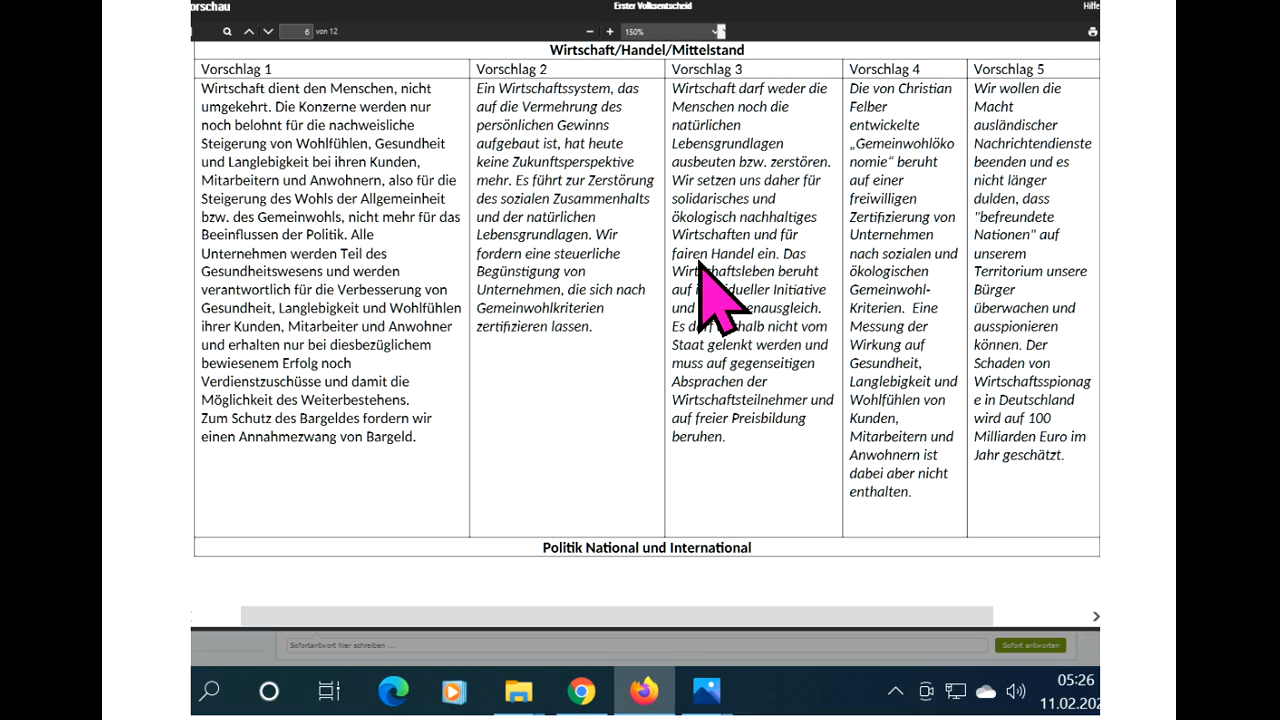 orschau
Erster Volksentscheid
Hilfe
6 von 12
150%
Wirtschaft/Handel/Mittelstand
Vorschlag 1
Wirtschaft dient den Menschen, nicht
umgekehrt. Die Konzerne werden nur
noch belohnt für die nachweisliche
Steigerung von Wohlfühlen, Gesundheit
und Langlebigkeit bei ihren Kunden,
Mitarbeitern und Anwohnern, also für die
Steigerung des Wohls der Allgemeinheit
bzw. des Gemeinwohls, nicht mehr für das
Beeinflussen der Politik. Alle
Unternehmen werden Teil des
Gesundheitswesens und werden
verantwortlich für die Verbesserung von
Gesundheit, Langlebigkeit und Wohlfühlen
ihrer Kunden, Mitarbeiter und Anwohner
und erhalten nur bei diesbezüglichem
bewiesenem Erfolg noch
Verdienstzuschüsse und damit die
Möglichkeit des Weiterbestehens.
Zum Schutz des Bargeldes fordern wir
einen Annahmezwang von Bargeld.
Vorschlag 2
Ein Wirtschaftssystem, das
auf die Vermehrung des
persönlichen Gewinns
aufgebaut ist, hat heute
keine Zukunftsperspektive
mehr. Es führt zur Zerstörung
des sozialen Zusammenhalts
und der natürlichen
Lebensgrundlagen. Wir
fordern eine steuerliche
Begünstigung von
Unternehmen, die sich nach
Gemeinwohlkriterien
zertifizieren lassen.
Vorschlag 3
Wirtschaft darf weder die
Menschen noch die
natürlichen
Lebensgrundlagen
ausbeuten bzw. zerstören.
Wir setzen uns daher für
solidarisches und
ökologisch nachhaltiges
Wirtschaften und für
fairen Handel ein. Das
Wirtschaftsleben beruht
auf individueller Initiative
und
Es darf deshalb nicht vom
Staat gelenkt werden und
muss auf gegenseitigen
Absprachen der
Wirtschaftsteilnehmer und
auf freier Preisbildung
beruhen.
Vorschlag 4
Die von Christian
Felber
entwickelte
„Gemeinwohlöko
nomie“ beruht
auf einer
freiwilligen
Zertifizierung von
Unternehmen
nach sozialen und
ökologischen
Gemeinwohl-
Kriterien. Eine
Messung der
Wirkung auf
Gesundheit,
Langlebigkeit und
Wohlfühlen von
Kunden,
Mitarbeitern und
Anwohnern ist
dabei aber nicht
enthalten.
Vorschlag 5
Wir wollen die
Macht
ausländischer
Nachrichtendienste
beenden und es
nicht länger
dulden, dass
"befreundete
Nationen" auf
unserem
Territorium unsere
Bürger
überwachen und
ausspionieren
können. Der
Schaden von
Wirtschaftsspionag
e in Deutschland
wird auf 100
Milliarden Euro im
Jahr geschätzt.
Politik National und International
Sofortantwort hier schreiben ...
Sofort antworten
05:26
11.02.202